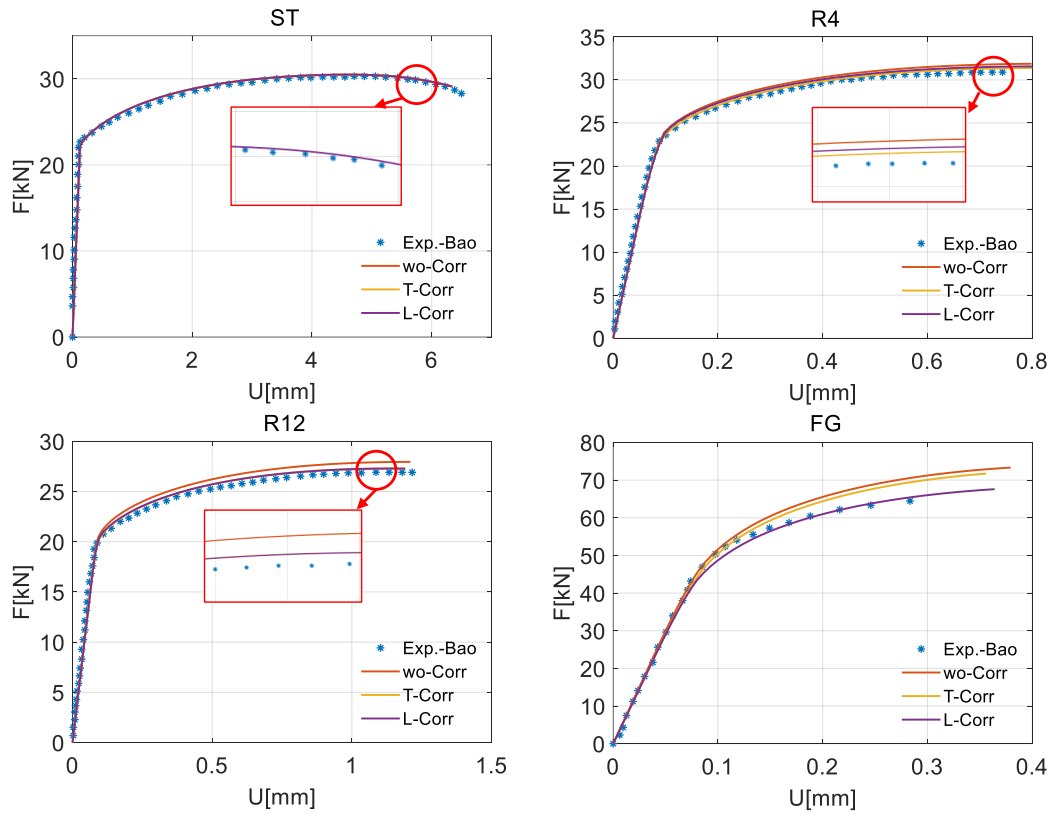 ST
F[kN]
40
30
20
10
0
0 2 4 6
U[mm]
Exp.-Bao
wo-Corr
T-Corr
L-Corr
R4
F[kN]
35
30
25
20
15
10
5
0
0 0.2 0.4 0.6 0.8
U[mm]
Exp.-Bao
wo-Corr
T-Corr
L-Corr
R12
F[kN]
30
25
20
15
10
5
0
0 0.5 1 1.5
U[mm]
Exp.-Bao
wo-Corr
T-Corr
L-Corr
FG
F[kN]
80
70
60
50
40
30
20
10
0
0 0.1 0.2 0.3 0.4
U[mm]
Exp.-Bao
wo-Corr
T-Corr
L-Corr